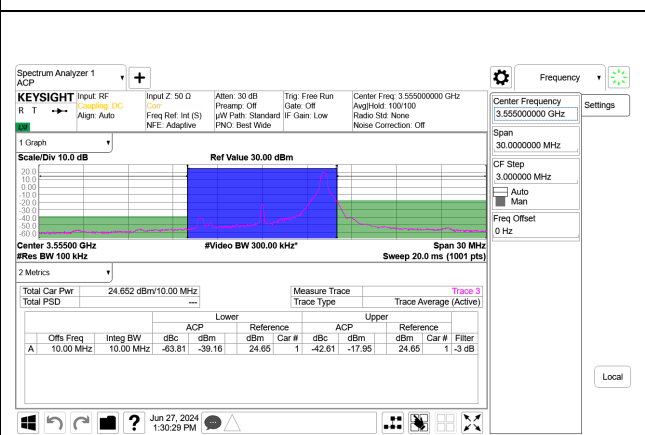 Spectrum Analyzer 1
ACP
Frequency
KEYSIGHT
R T
Input: RF
Coupling: DC
Align: Auto
Input Z: 50 Ω
Corr
Freq Ref: Int (S)
NFE: Adaptive
Atten: 30 dB
Preamp: Off
µW Path: Standard
PNO: Best Wide
Trig: Free Run
Gate: Off
IF Gain: Low
Center Freq: 3.555000000 GHz
Avg|Hold: 100/100
Radio Std: None
Noise Correction: Off
Center Frequency
3.555000000 GHz
Settings
Span
30.0000000 MHz
CF Step
3.000000 MHz
Auto
Man
Freq Offset
0 Hz
1 Graph
Scale/Div 10.0 dB
Ref Value 30.00 dBm
20.0
10.0
0.00
-10.0
-20.0
-30.0
-40.0
-50.0
Center 3.55500 GHz
#Video BW 300.00 kHz*
Span 30 MHz
#Res BW 100 kHz
Sweep 20.0 ms (1001 pts)
2 Metrics
Total Car Pwr 24.652 dBm/10.00 MHz
Total PSD ---
Measure Trace Trace 3
Trace Type Trace Average (Active)
Lower Upper
ACP Reference ACP Reference
Offs Freq Integ BW dBc dBm dBm Car # dBc dBm dBm Car # Filter
A 10.00 MHz 10.00 MHz -63.81 -39.16 24.65 1 -42.61 -17.95 24.65 1 -3 dB
Local
Jun 27, 2024
1:30:29 PM